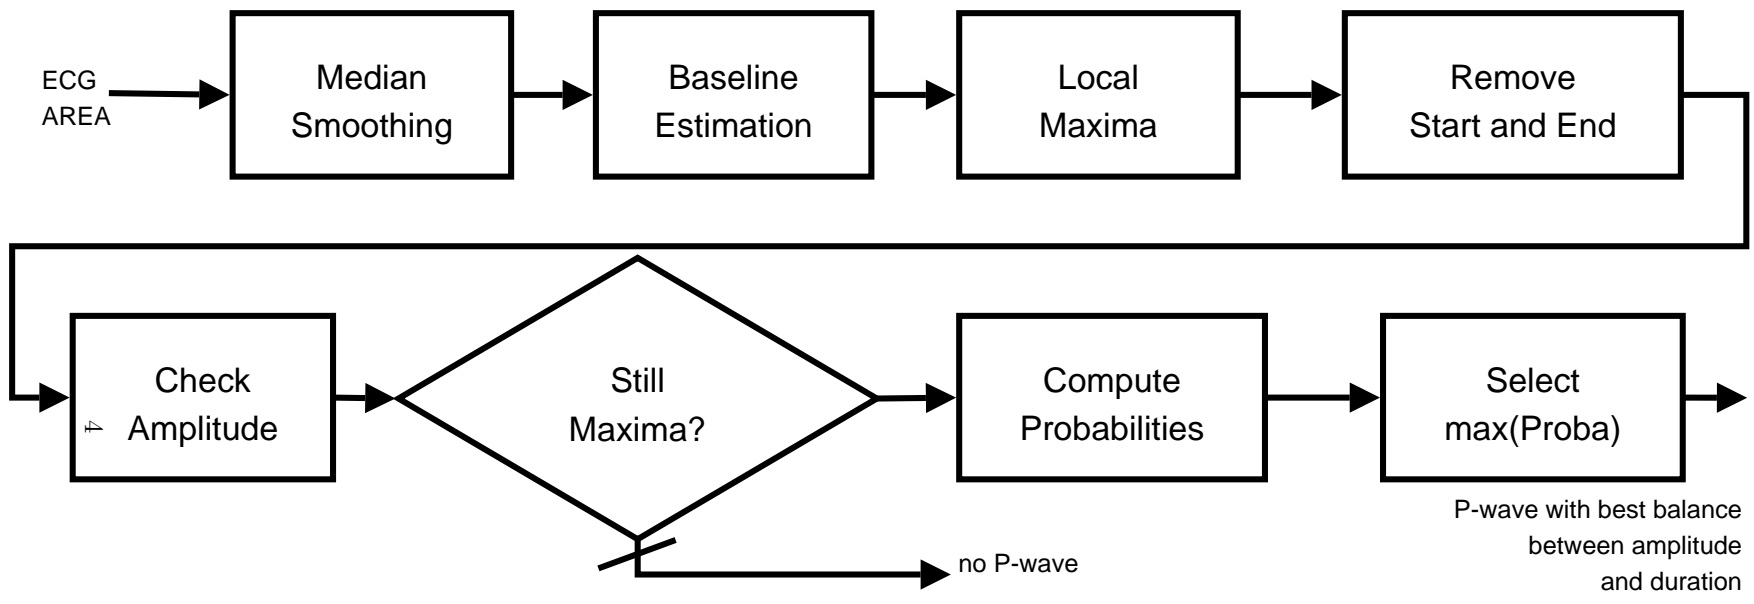 ECG
AREA
Median
Smoothing
Baseline
Estimation
Local
Maxima
Remove
Start and End
Check
Amplitude
4
Still
Maxima?
Compute
Probabilities
Select
max(Proba)
no P-wave
P-wave with best balance
between amplitude
and duration